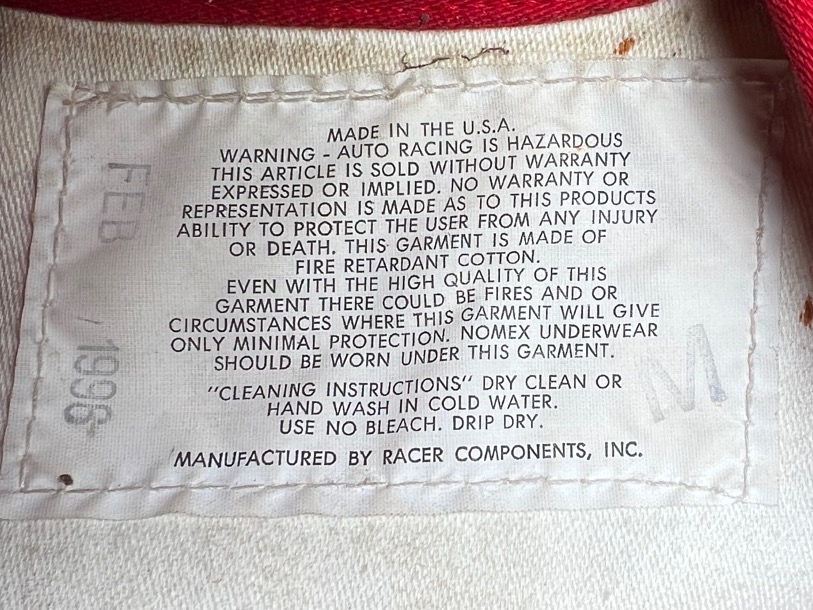 MADE IN THE U.S.A.
WARNING - AUTO RACING IS HAZARDOUS
THIS ARTICLE IS SOLD WITHOUT WARRANTY
EXPRESSED OR IMPLIED. NO WARRANTY OR
REPRESENTATION IS MADE AS TO THIS PRODUCTS
ABILITY TO PROTECT THE USER FROM ANY INJURY
OR DEATH. THIS GARMENT IS MADE OF
FIRE RETARDANT COTTON.
EVEN WITH THE HIGH QUALITY OF THIS
GARMENT THERE COULD BE FIRES AND OR
CIRCUMSTANCES WHERE THIS GARMENT WILL GIVE
ONLY MINIMAL PROTECTION. NOMEX UNDERWEAR
SHOULD BE WORN UNDER THIS GARMENT.
"CLEANING INSTRUCTIONS" DRY CLEAN OR
HAND WASH IN COLD WATER.
USE NO BLEACH. DRIP DRY.
MANUFACTURED BY RACER COMPONENTS, INC.
FEB / 1996
M